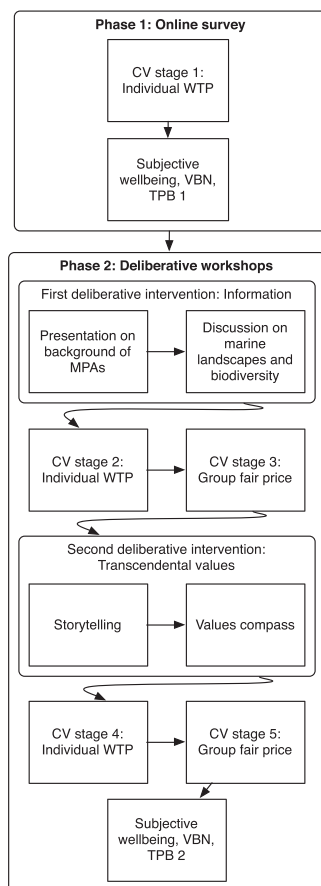 Phase 1: Online survey
CV stage 1:
Individual WTP
Subjective
wellbeing, VBN,
TPB 1
Phase 2: Deliberative workshops
First deliberative intervention: Information
Presentation on
background of
MPAs
Discussion on
marine
landscapes and
biodiversity
CV stage 2:
Individual WTP
CV stage 3:
Group fair price
Second deliberative intervention:
Transcendental values
Storytelling
Values compass
CV stage 4:
Individual WTP
CV stage 5:
Group fair price
Subjective
wellbeing, VBN,
TPB 2